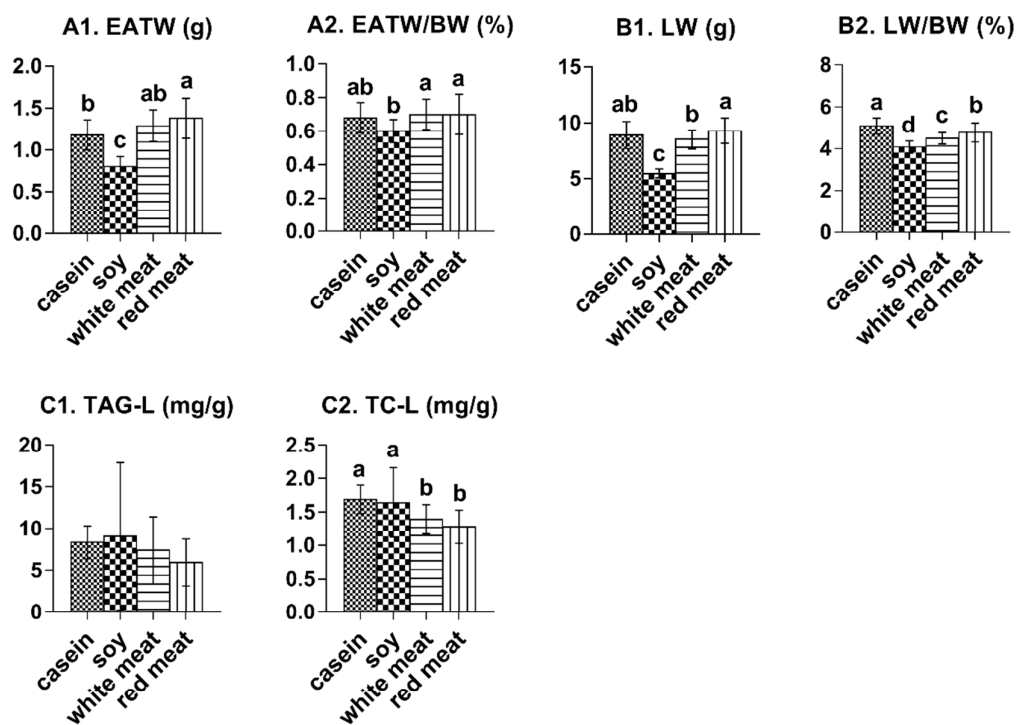 A1. EATW (g)
2.0
1.5
1.0
0.5
0.0
b
c
ab
a
casein
soy
white meat
red meat
A2. EATW/BW (%)
1.0
0.8
0.6
0.4
0.2
0.0
ab
b
a
a
casein
soy
white meat
red meat
B1. LW (g)
15
10
5
0
ab
c
b
a
casein
soy
white meat
red meat
B2. LW/BW (%)
8
6
4
2
0
a
d
c
b
casein
soy
white meat
red meat
C1. TAG-L (mg/g)
20
15
10
5
0
casein
soy
white meat
red meat
C2. TC-L (mg/g)
2.5
2.0
1.5
1.0
0.5
0.0
a
a
b
b
casein
soy
white meat
red meat